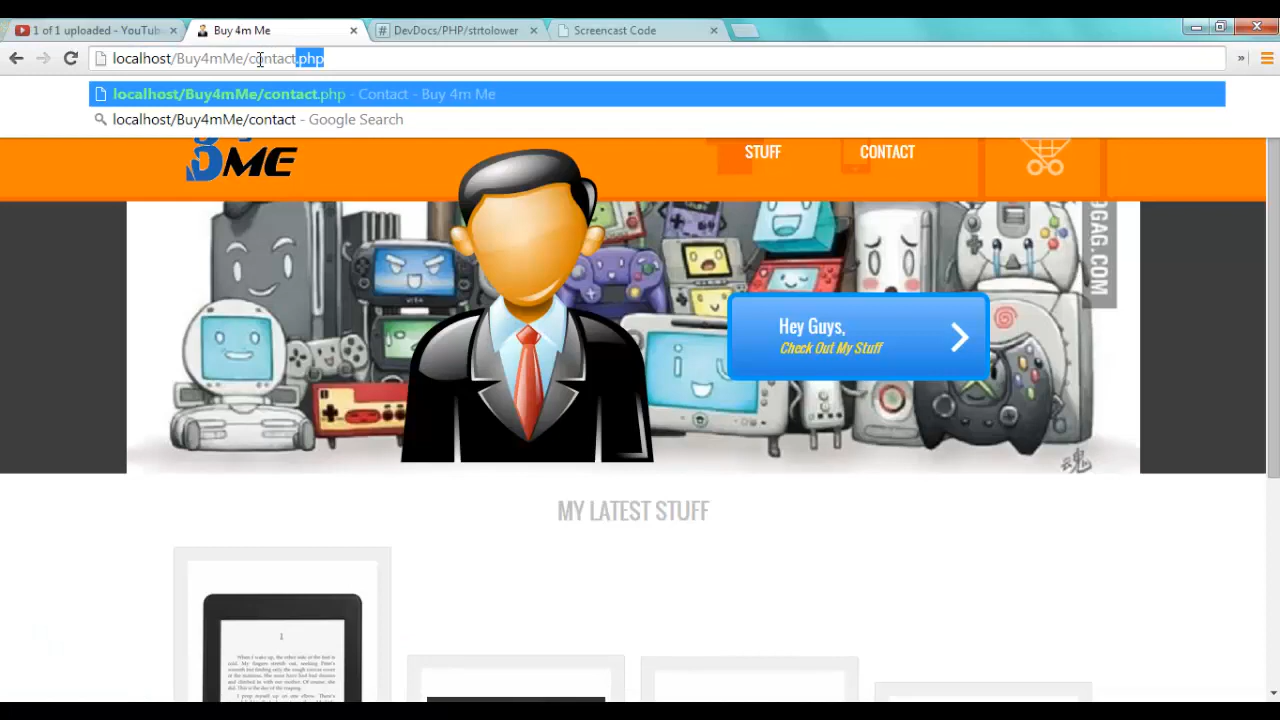 1 of 1 uploaded - YouTub
Buy 4m Me
DevDocs/PHP/strtolower
Screencast Code
localhost/Buy4mMe/contact.php
localhost/Buy4mMe/contact.php - Contact - Buy 4m Me
localhost/Buy4mMe/contact - Google Search
ME
STUFF
CONTACT
GAG.COM
Hey Guys,
Check Out My Stuff
MY LATEST STUFF
1